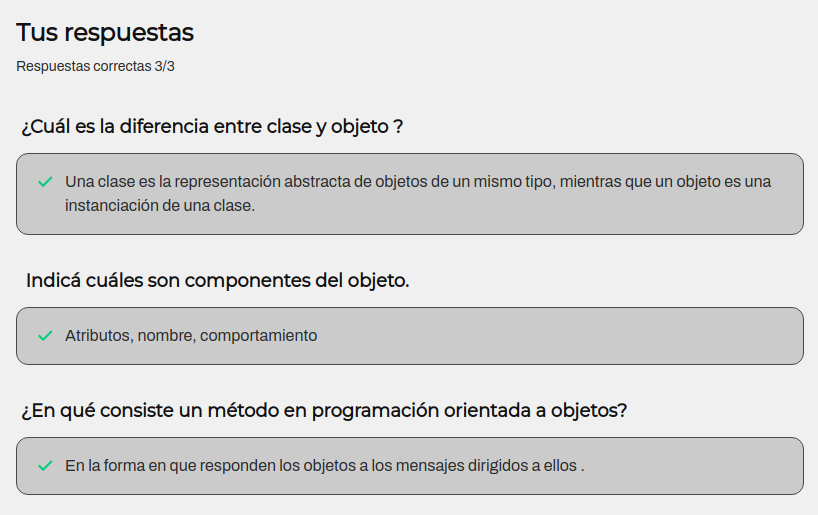 Tus respuestas
Respuestas correctas 3/3
¿Cuál es la diferencia entre clase y objeto ?
Una clase es la representación abstracta de objetos de un mismo tipo, mientras que un objeto es una
instanciación de una clase.
Indicá cuáles son componentes del objeto.
Atributos, nombre, comportamiento
¿En qué consiste un método en programación orientada a objetos?
En la forma en que responden los objetos a los mensajes dirigidos a ellos .